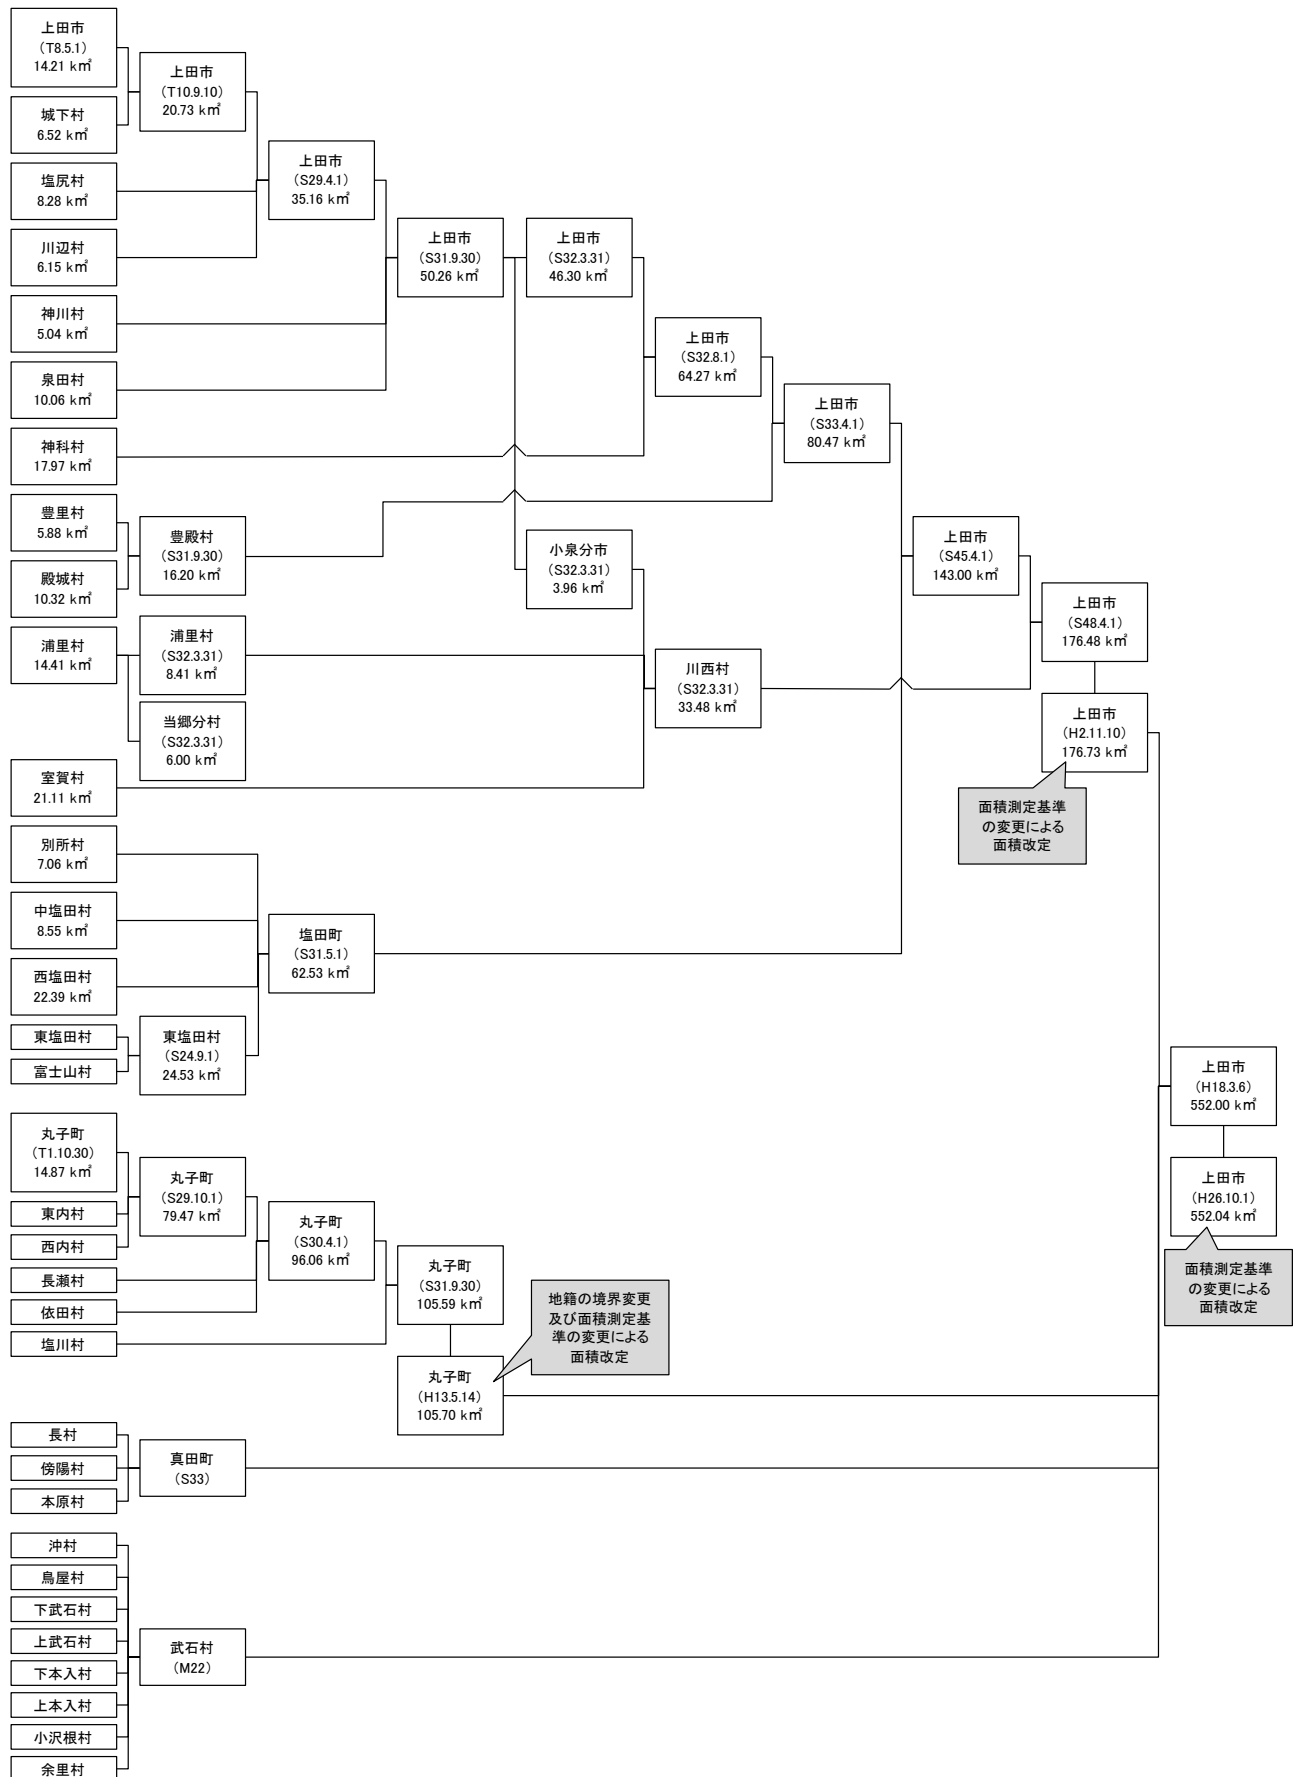 上田市
(T8.5.1)
14.21 k㎡
城下村
6.52 k㎡
上田市
(T10.9.10)
20.73 k㎡
塩尻村
8.28 k㎡
川辺村
6.15 k㎡
上田市
(S29.4.1)
35.16 k㎡
神川村
5.04 k㎡
泉田村
10.06 k㎡
上田市
(S31.9.30)
50.26 k㎡
上田市
(S32.3.31)
46.30 k㎡
神科村
17.97 k㎡
上田市
(S32.8.1)
64.27 k㎡
豊里村
5.88 k㎡
殿城村
10.32 k㎡
豊殿村
(S31.9.30)
16.20 k㎡
上田市
(S33.4.1)
80.47 k㎡
小泉分市
(S32.3.31)
3.96 k㎡
浦里村
14.41 k㎡
浦里村
(S32.3.31)
8.41 k㎡
当郷分村
(S32.3.31)
6.00 k㎡
室賀村
21.11 k㎡
川西村
(S32.3.31)
33.48 k㎡
上田市
(S45.4.1)
143.00 k㎡
上田市
(S48.4.1)
176.48 k㎡
上田市
(H2.11.10)
176.73 k㎡
面積測定基準
の変更による
面積改定
別所村
7.06 k㎡
中塩田村
8.55 k㎡
西塩田村
22.39 k㎡
東塩田村
富士山村
東塩田村
(S24.9.1)
24.53 k㎡
塩田町
(S31.5.1)
62.53 k㎡
上田市
(H18.3.6)
552.00 k㎡
上田市
(H26.10.1)
552.04 k㎡
面積測定基準
の変更による
面積改定
丸子町
(T1.10.30)
14.87 k㎡
東内村
西内村
丸子町
(S29.10.1)
79.47 k㎡
長瀬村
依田村
丸子町
(S30.4.1)
96.06 k㎡
塩川村
丸子町
(S31.9.30)
105.59 k㎡
丸子町
(H13.5.14)
105.70 k㎡
地籍の境界変更
及び面積測定基
準の変更による
面積改定
長村
傍陽村
本原村
真田町
(S33)
沖村
鳥屋村
下武石村
上武石村
下本入村
上本入村
小沢根村
余里村
武石村
(M22)